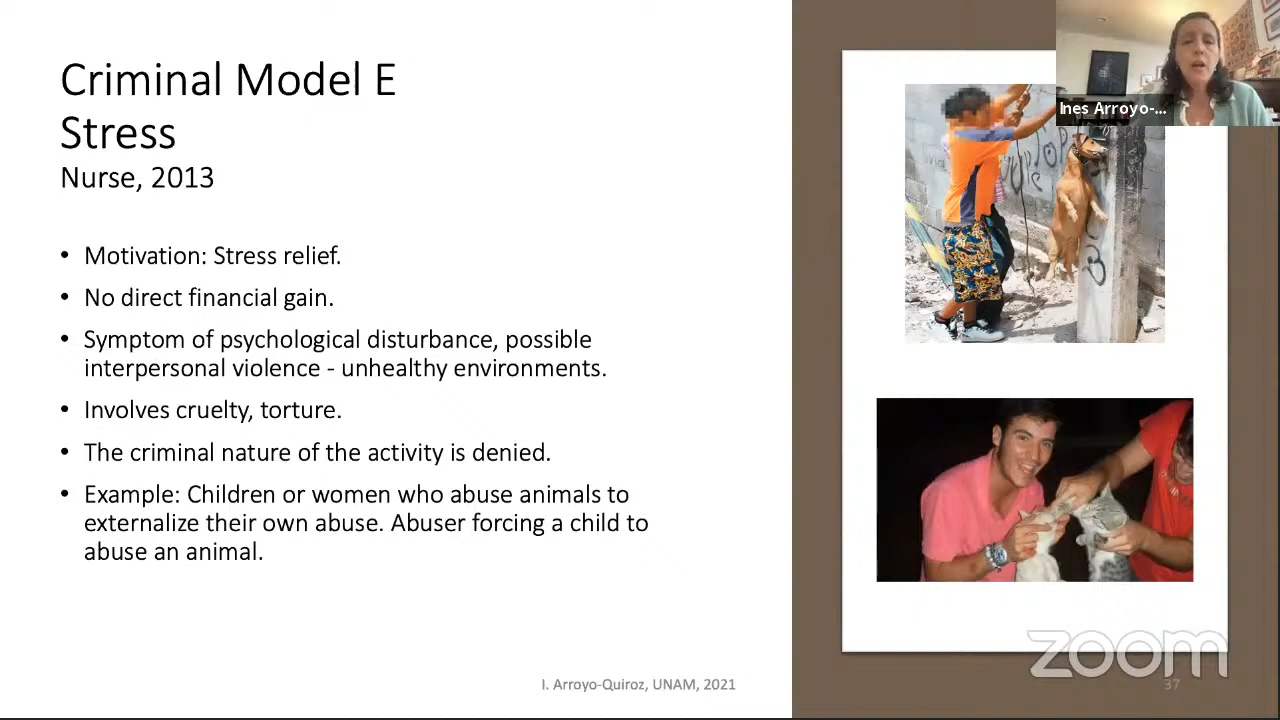 Criminal Model E
Stress
Nurse, 2013
• Motivation: Stress relief.
• No direct financial gain.
• Symptom of psychological disturbance, possible
interpersonal violence - unhealthy environments.
• Involves cruelty, torture.
• The criminal nature of the activity is denied.
• Example: Children or women who abuse animals to
externalize their own abuse. Abuser forcing a child to
abuse an animal.
I. Arroyo-Quiroz, UNAM, 2021
Ines Arroyo-...
zoom
37